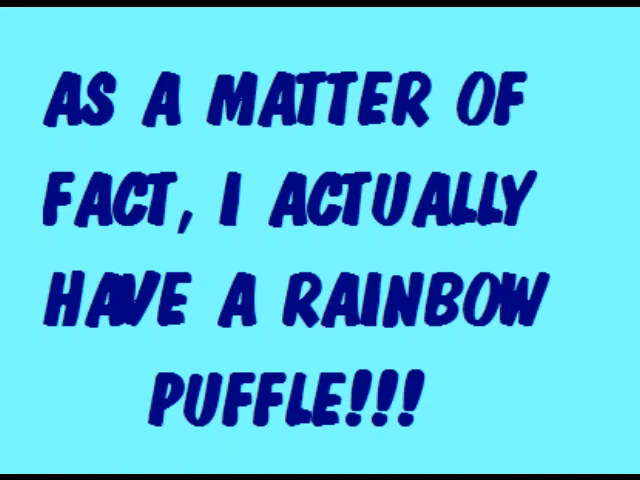 AS A MATTER OF
FACT, I ACTUALLY
HAVE A RAINBOW
PUFFLE!!!